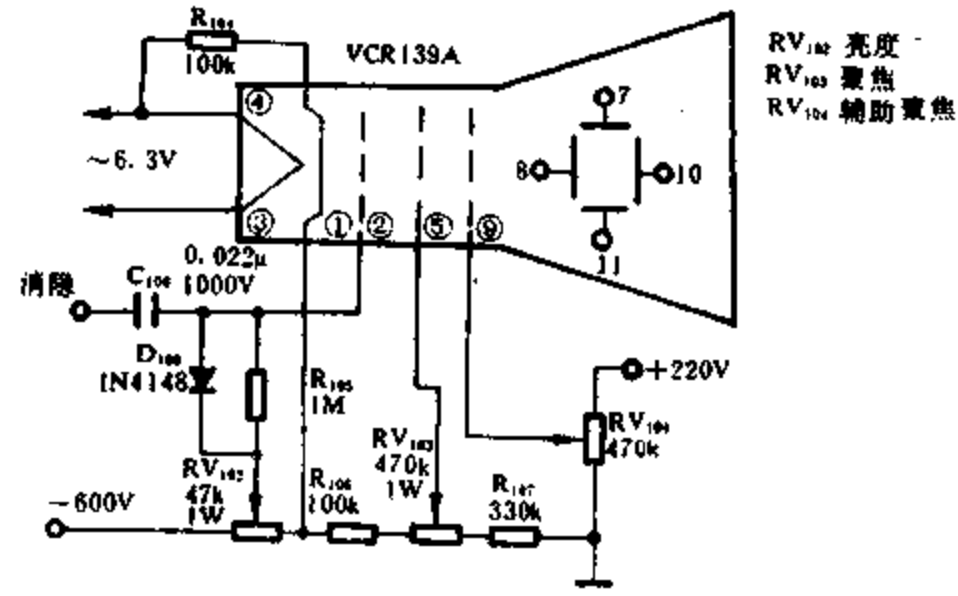 R₁₀₄
100k
VCR139A
RV₁₀₂ 亮度
RV₁₀₃ 聚焦
RV₁₀₄ 輔助聚焦
④
~6.3V
③
①
②
⑤
⑨
7
8
10
11
消隐
C₁₀₆
0.022μ
1000V
D₁₀₀
1N4148
R₁₀₅
1M
+220V
RV₁₀₄
470k
RV₁₀₃
470k
1W
RV₁₀₂
47k
1W
R₁₀₆
100k
R₁₀₇
330k
-600V